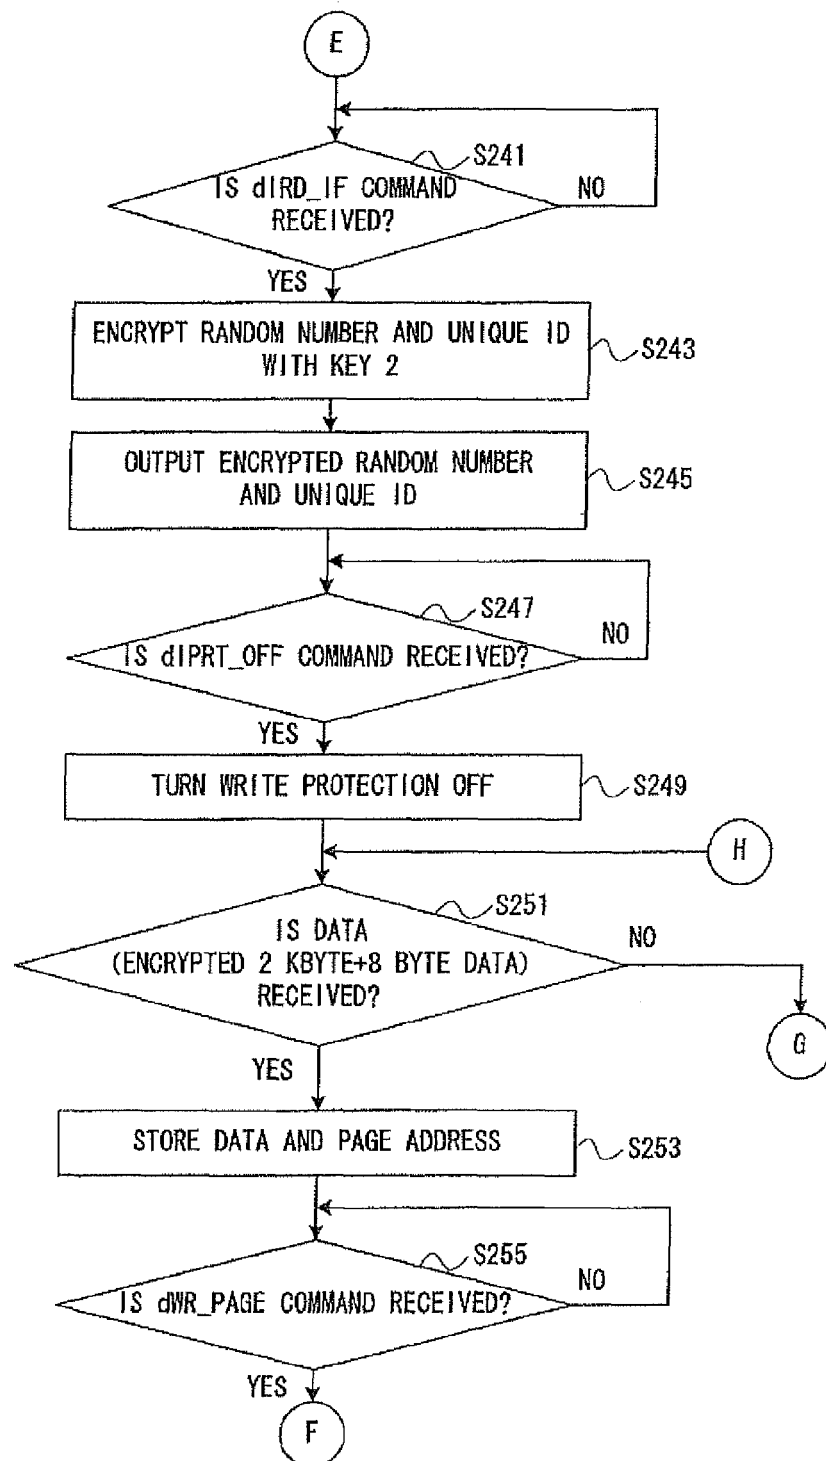 E
S241
IS dIRD_IF COMMAND
RECEIVED?
NO
YES
ENCRYPT RANDOM NUMBER AND UNIQUE ID
WITH KEY 2
S243
OUTPUT ENCRYPTED RANDOM NUMBER
AND UNIQUE ID
S245
S247
NO
IS dIPRT_OFF COMMAND RECEIVED?
YES
TURN WRITE PROTECTION OFF
S249
H
S251
IS DATA
(ENCRYPTED 2 KBYTE+8 BYTE DATA)
RECEIVED?
NO
G
YES
STORE DATA AND PAGE ADDRESS
S253
S255
NO
IS dWR_PAGE COMMAND RECEIVED?
YES
F